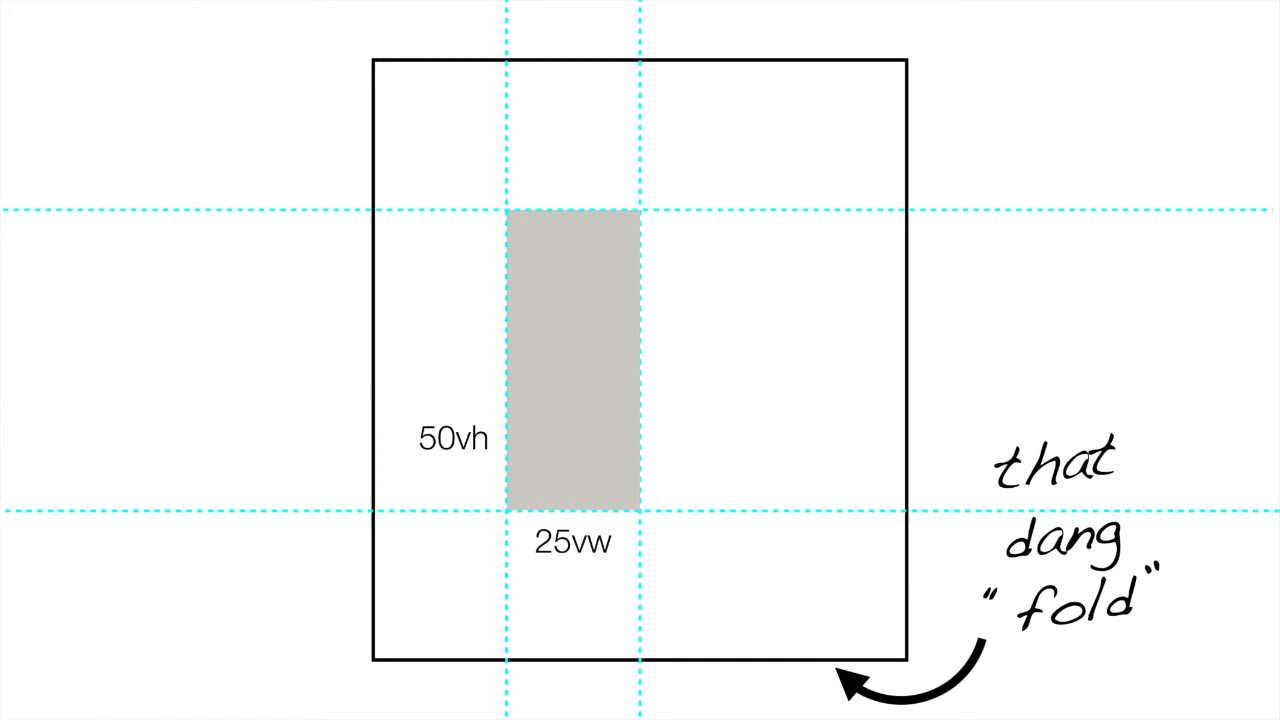 50vh
25vw
that
dang
"fold"